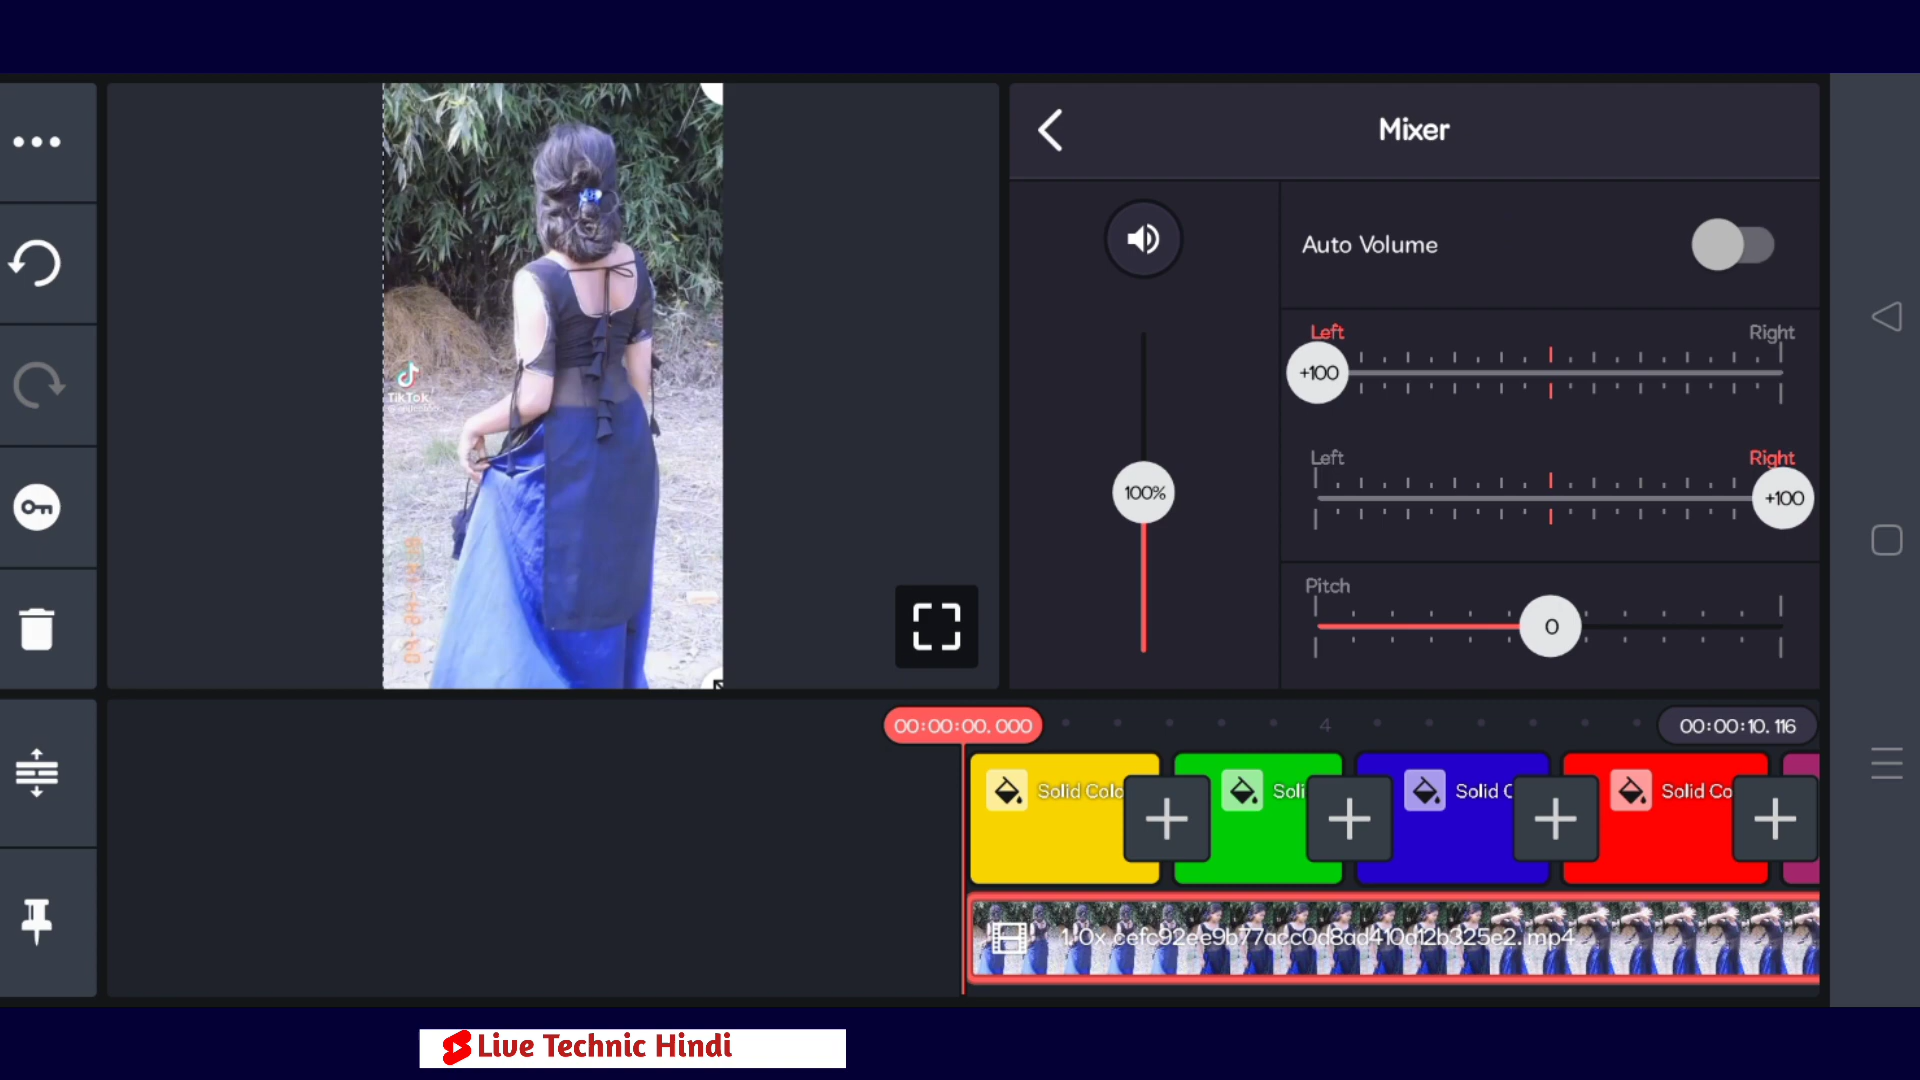 Mixer
Auto Volume
Left
Right
+100
Left
Right
+100
100%
Pitch
0
TikTok
00:00:00.000
4
00:00:10.116
Solid Colo
Soli
Solid C
Solid Co
1.0x cefc92ee9b77acc0d8ad410d12b325e2.mp4
Live Technic Hindi